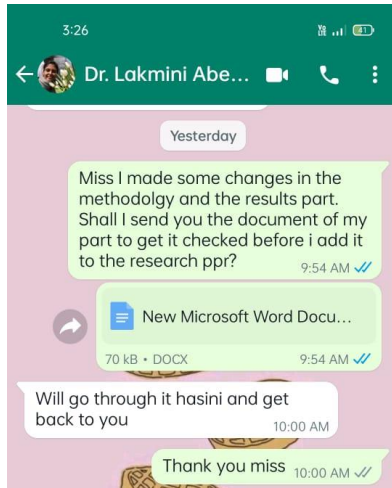 3:26
41
Dr. Lakmini Abe...
Yesterday
Miss I made some changes in the
methodolgy and the results part.
Shall I send you the document of my
part to get it checked before i add it
to the research ppr?
9:54 AM
New Microsoft Word Docu...
70 kB • DOCX
9:54 AM
Will go through it hasini and get
back to you
10:00 AM
Thank you miss
10:00 AM